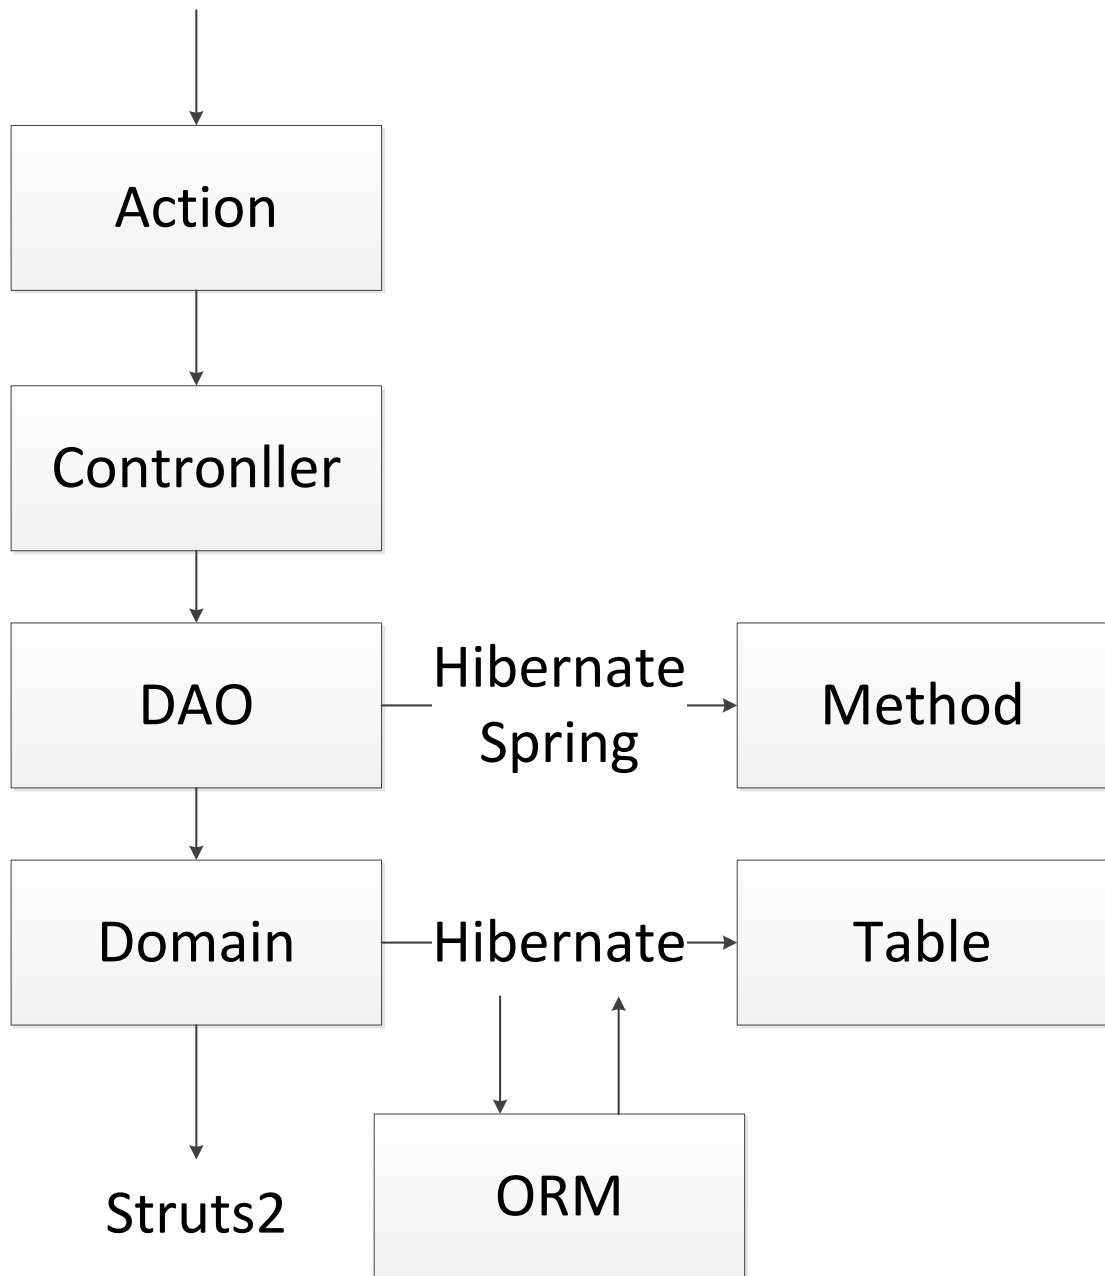 Action
Contronller
DAO
Hibernate
Spring
Method
Domain
Hibernate
Table
Struts2
ORM